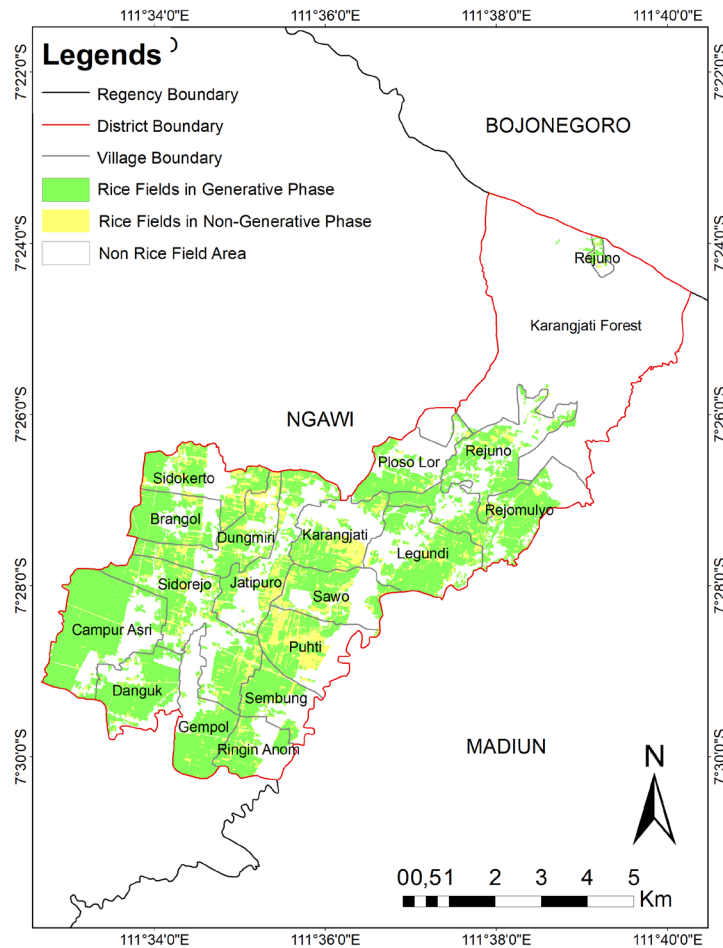 111°34'0"E 111°36'0"E 111°38'0"E 111°40'0"E
Legends
Regency Boundary
District Boundary
Village Boundary
Rice Fields in Generative Phase
Rice Fields in Non-Generative Phase
Non Rice Field Area
7°22'0"S 7°22'0"S
BOJONEGORO
7°24'0"S 7°24'0"S
Rejuno
Karangjati Forest
7°26'0"S 7°26'0"S
NGAWI
Rejuno
Ploso Lor
Sidokerto
Rejomulyo
Brangol
Karangjati
Dungmiri
Legundi
7°28'0"S 7°28'0"S
Sidorejo
Jatipuro
Sawo
Campur Asri
Puhti
Danguk
Sembung
Gempol
Ringin Anom
MADIUN
7°30'0"S 7°30'0"S
N
0 0,5 1 2 3 4 5
Km
111°34'0"E 111°36'0"E 111°38'0"E 111°40'0"E